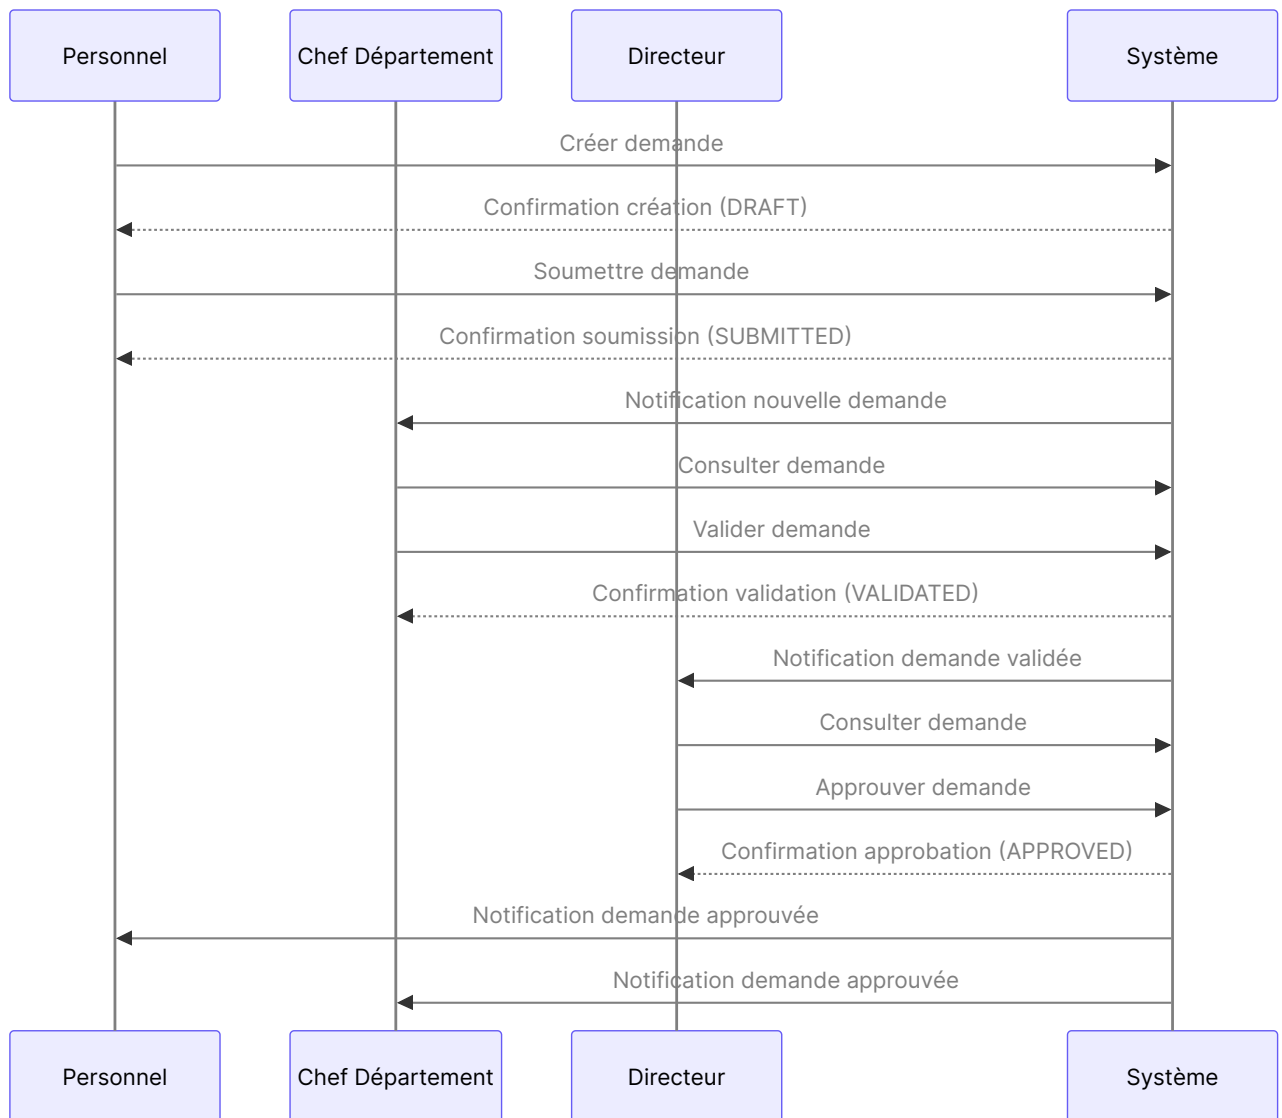 Personnel
Chef Département
Directeur
Système
Créer demande
Confirmation création (DRAFT)
Soumettre demande
Confirmation soumission (SUBMITTED)
Notification nouvelle demande
Consulter demande
Valider demande
Confirmation validation (VALIDATED)
Notification demande validée
Consulter demande
Approuver demande
Confirmation approbation (APPROVED)
Notification demande approuvée
Notification demande approuvée
Personnel
Chef Département
Directeur
Système